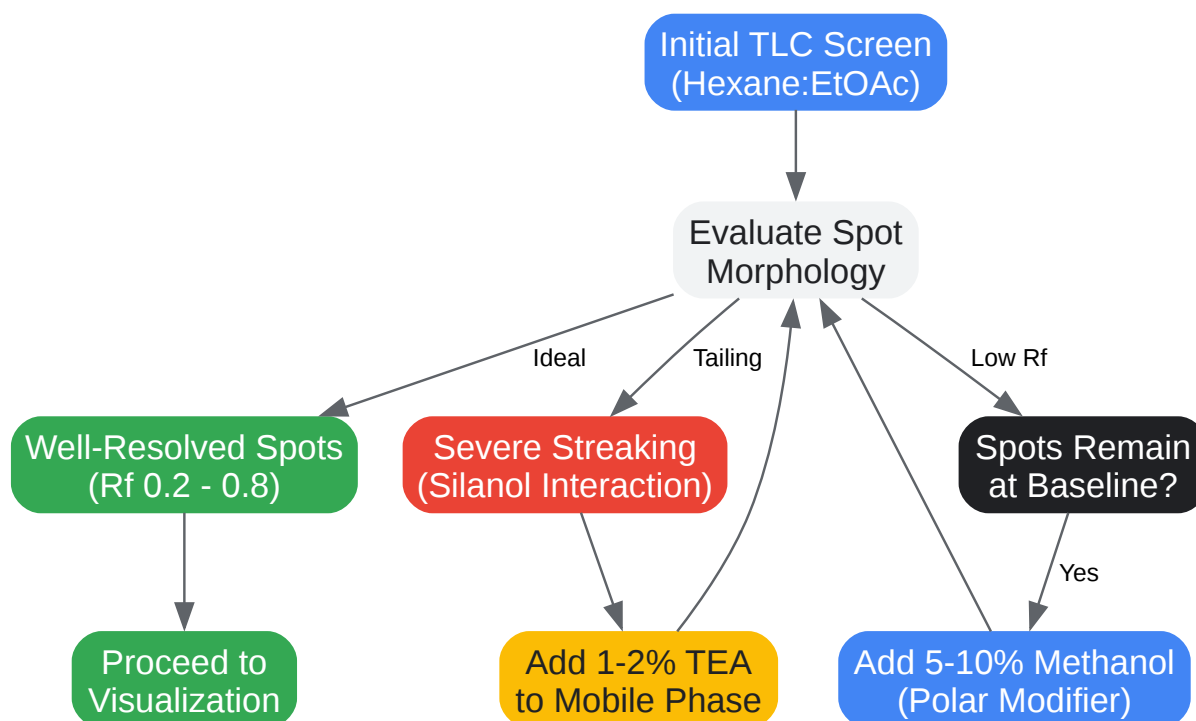 Initial TLC Screen
(Hexane:EtOAc)
Evaluate Spot
Morphology
Ideal
Tailing
Low Rf
Well-Resolved Spots
(Rf 0.2 - 0.8)
Severe Streaking
(Silanol Interaction)
Spots Remain
at Baseline?
Yes
Proceed to
Visualization
Add 1-2% TEA
to Mobile Phase
Add 5-10% Methanol
(Polar Modifier)